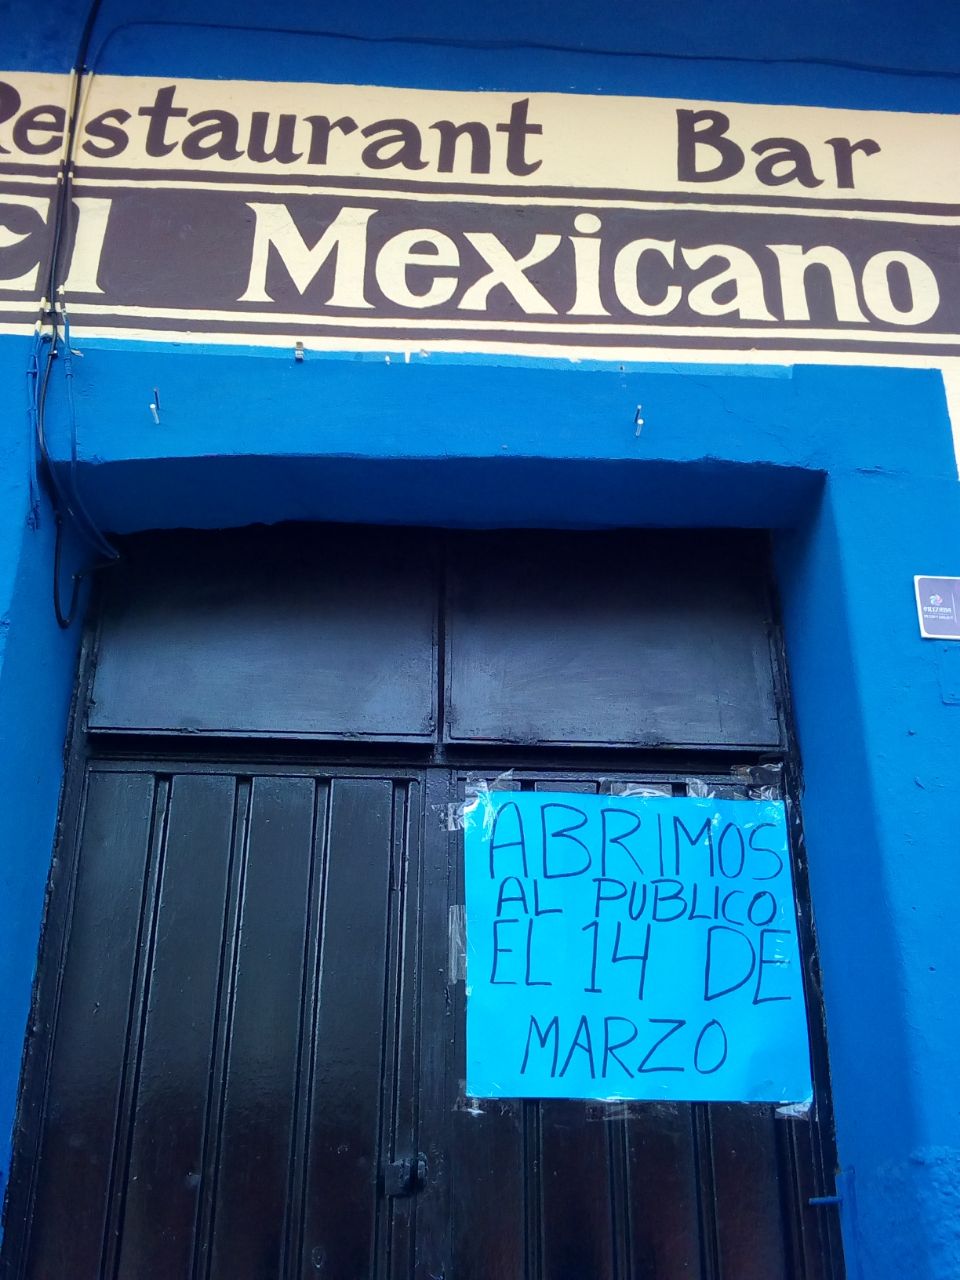 Restaurant Bar
El Mexicano
ABRIMOS
AL PUBLICO
EL 14 DE
MARZO